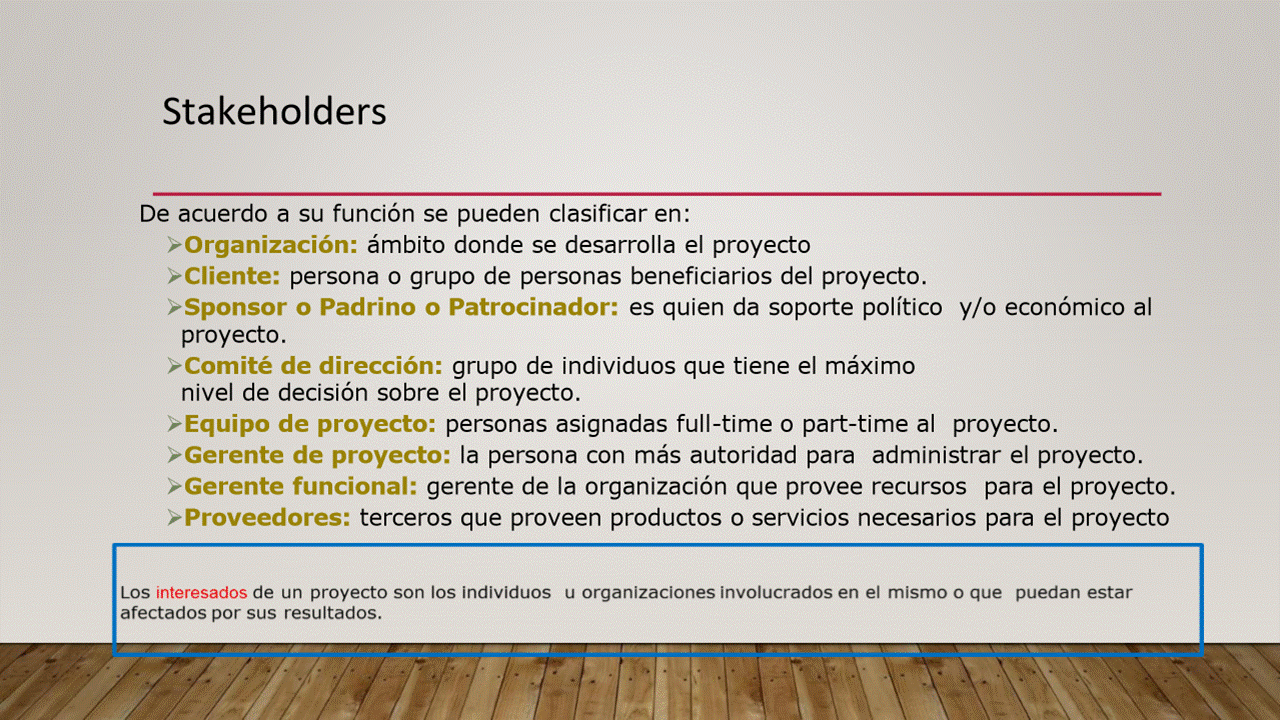 Stakeholders
De acuerdo a su función se pueden clasificar en:
➢Organización: ámbito donde se desarrolla el proyecto
➢Cliente: persona o grupo de personas beneficiarios del proyecto.
➢Sponsor o Padrino o Patrocinador: es quien da soporte político y/o económico al
proyecto.
➢Comité de dirección: grupo de individuos que tiene el máximo
nivel de decisión sobre el proyecto.
➢Equipo de proyecto: personas asignadas full-time o part-time al proyecto.
➢Gerente de proyecto: la persona con más autoridad para administrar el proyecto.
➢Gerente funcional: gerente de la organización que provee recursos para el proyecto.
➢Proveedores: terceros que proveen productos o servicios necesarios para el proyecto
Los interesados de un proyecto son los individuos u organizaciones involucrados en el mismo o que puedan estar
afectados por sus resultados.